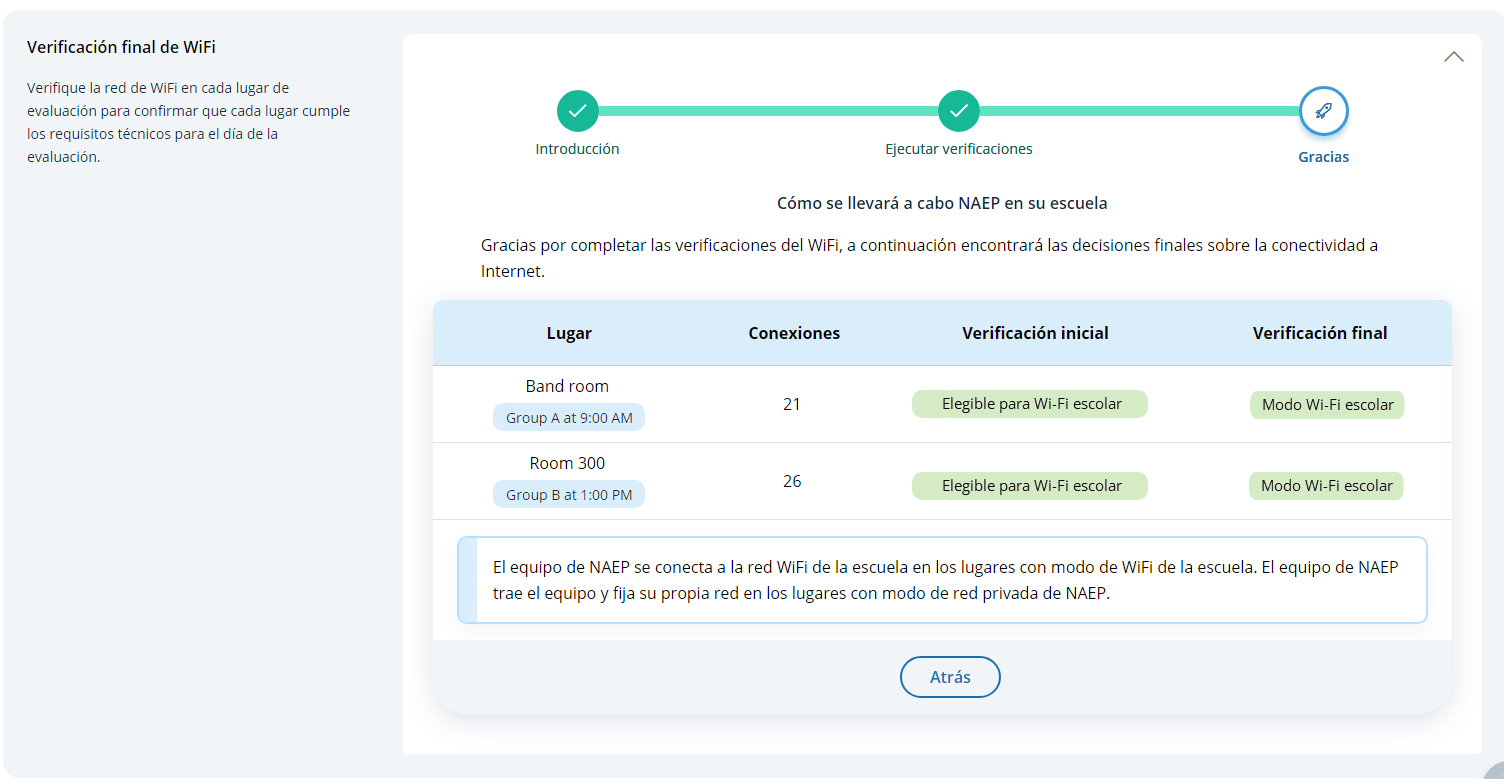 Verificación final de WiFi
Verifique la red de WiFi en cada lugar de
evaluación para confirmar que cada lugar cumple
los requisitos técnicos para el día de la
evaluación.
Introducción
Ejecutar verificaciones
Gracias
Cómo se llevará a cabo NAEP en su escuela
Gracias por completar las verificaciones del WiFi, a continuación encontrará las decisiones finales sobre la conectividad a
Internet.
Lugar Conexiones Verificación inicial Verificación final
Band room
Group A at 9:00 AM
21
Elegible para Wi-Fi escolar
Modo Wi-Fi escolar
Room 300
Group B at 1:00 PM
26
Elegible para Wi-Fi escolar
Modo Wi-Fi escolar
El equipo de NAEP se conecta a la red WiFi de la escuela en los lugares con modo de WiFi de la escuela. El equipo de NAEP
trae el equipo y fija su propia red en los lugares con modo de red privada de NAEP.
Atrás